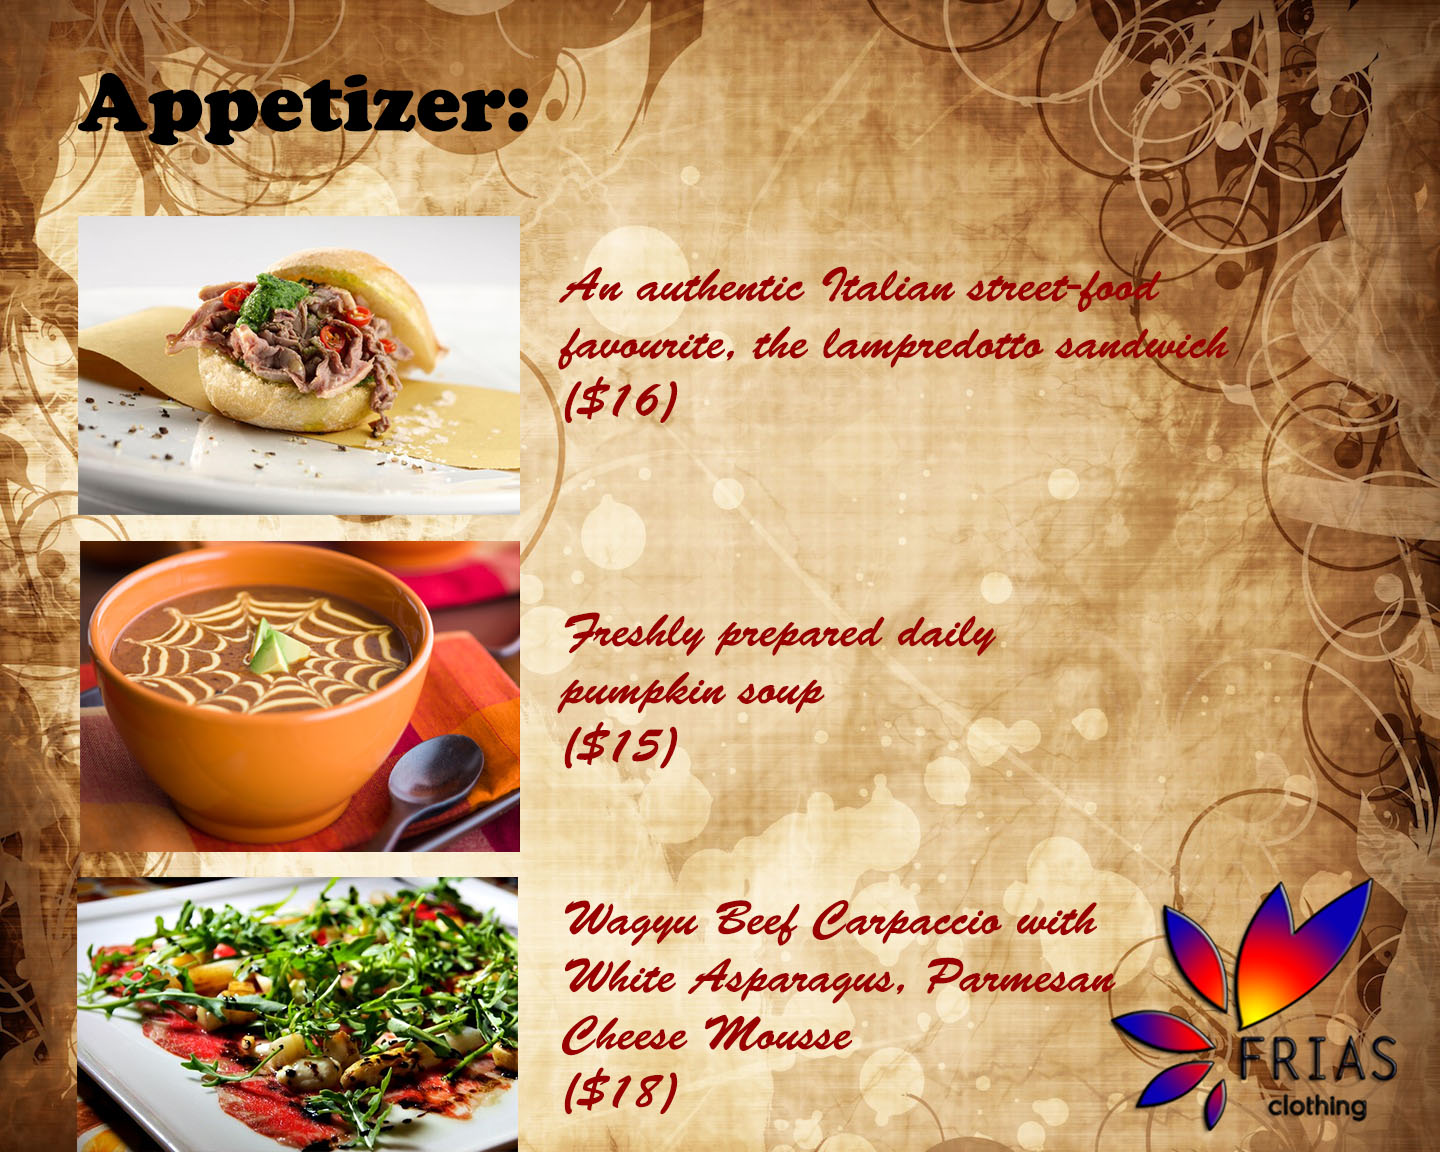 Appetizer:
An authentic Italian street-food
favourite, the lampredotto sandwich
($16)
Freshly prepared daily
pumpkin soup
($15)
Wagyu Beef Carpaccio with
White Asparagus, Parmesan
Cheese Mousse
($18)
FRIAS
clothing